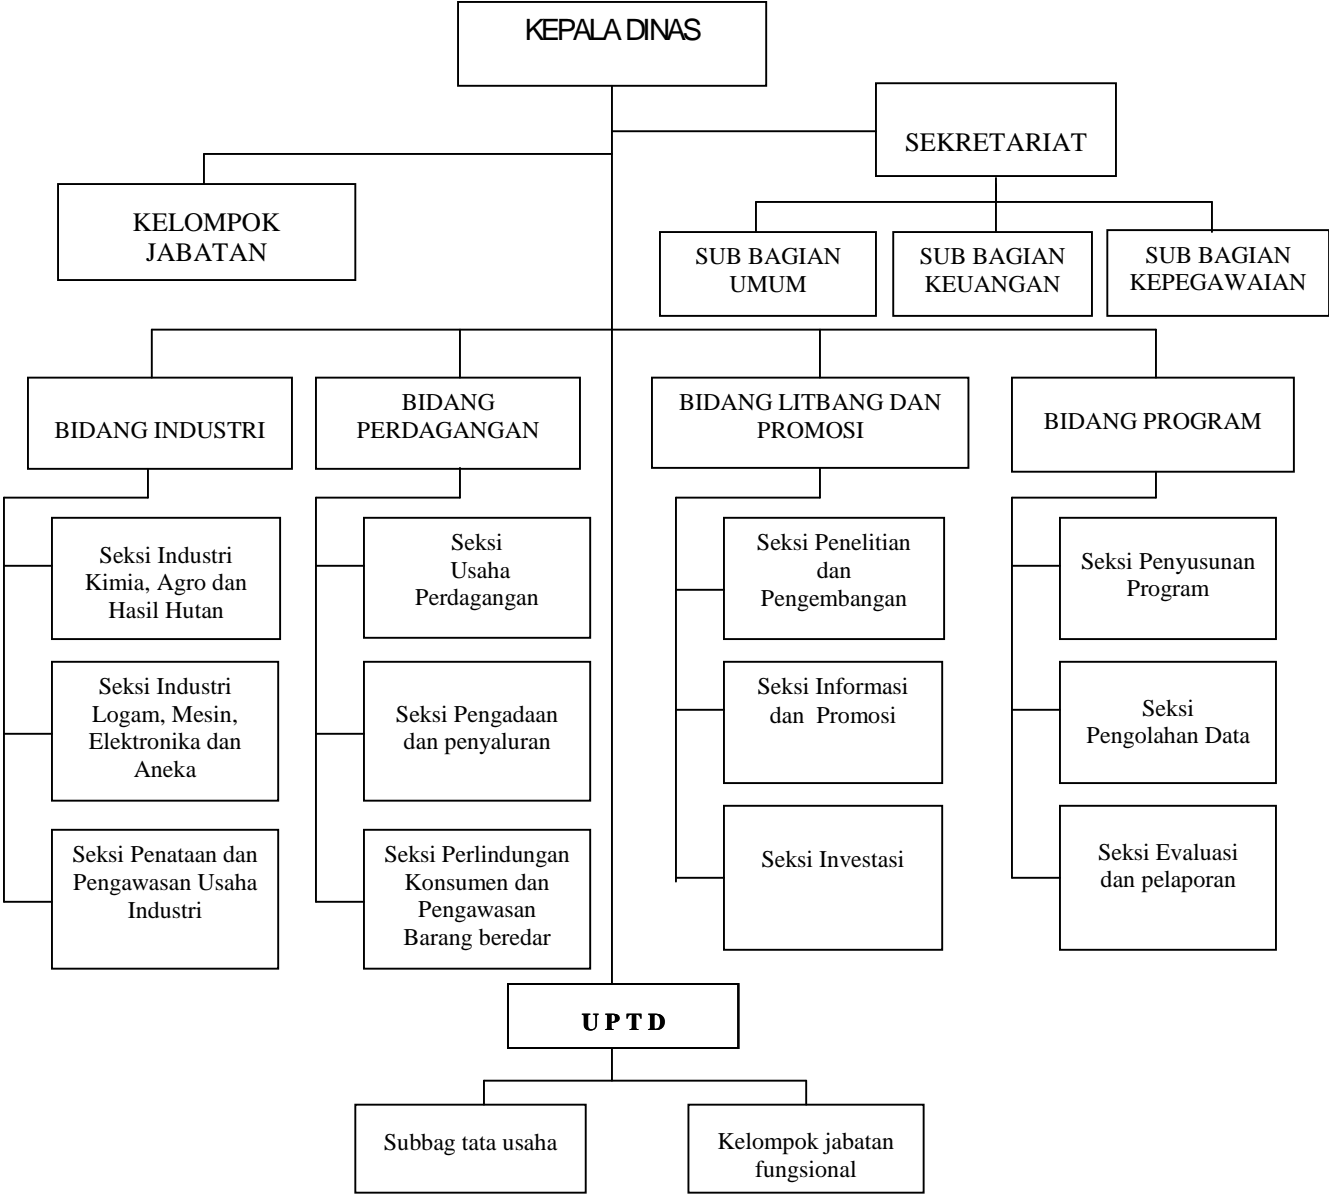 KEPALA DINAS
SEKRETARIAT
KELOMPOK
JABATAN
SUB BAGIAN
UMUM
SUB BAGIAN
KEUANGAN
SUB BAGIAN
KEPEGAWAIAN
BIDANG INDUSTRI
BIDANG
PERDAGANGAN
BIDANG LITBANG DAN
PROMOSI
BIDANG PROGRAM
Seksi Industri
Kimia, Agro dan
Hasil Hutan
Seksi
Usaha
Perdagangan
Seksi Penelitian
dan
Pengembangan
Seksi Penyusunan
Program
Seksi Industri
Logam, Mesin,
Elektronika dan
Aneka
Seksi Pengadaan
dan penyaluran
Seksi Informasi
dan  Promosi
Seksi
Pengolahan Data
Seksi Penataan dan
Pengawasan Usaha
Industri
Seksi Perlindungan
Konsumen dan
Pengawasan
Barang beredar
Seksi Investasi
Seksi Evaluasi
dan pelaporan
U P T D
Subbag tata usaha
Kelompok jabatan
fungsional